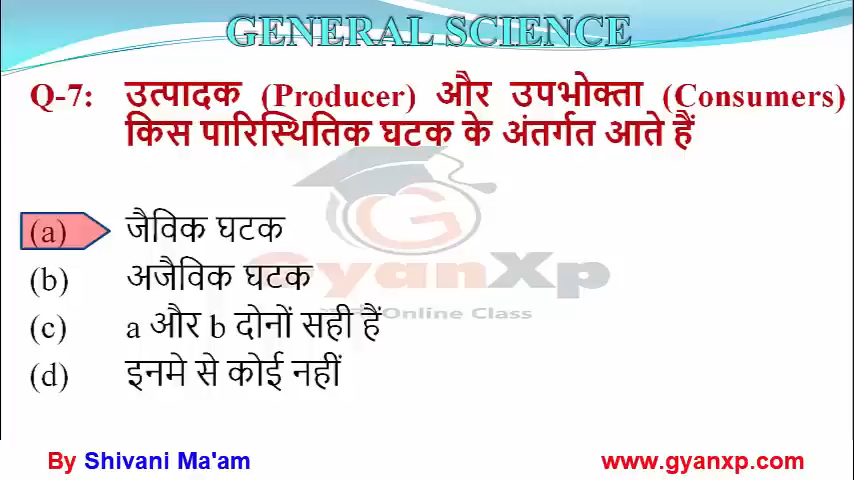 GENERAL SCIENCE
Q-7: उत्पादक (Producer) और उपभोक्ता (Consumers)
किस पारिस्थितिक घटक के अंतर्गत आते हैं
(a) जैविक घटक
(b) अजैविक घटक
GyanXp
(c) a और b दोनों सही हैं
Online Class
(d) इनमे से कोई नहीं
By Shivani Ma'am www.gyanxp.com